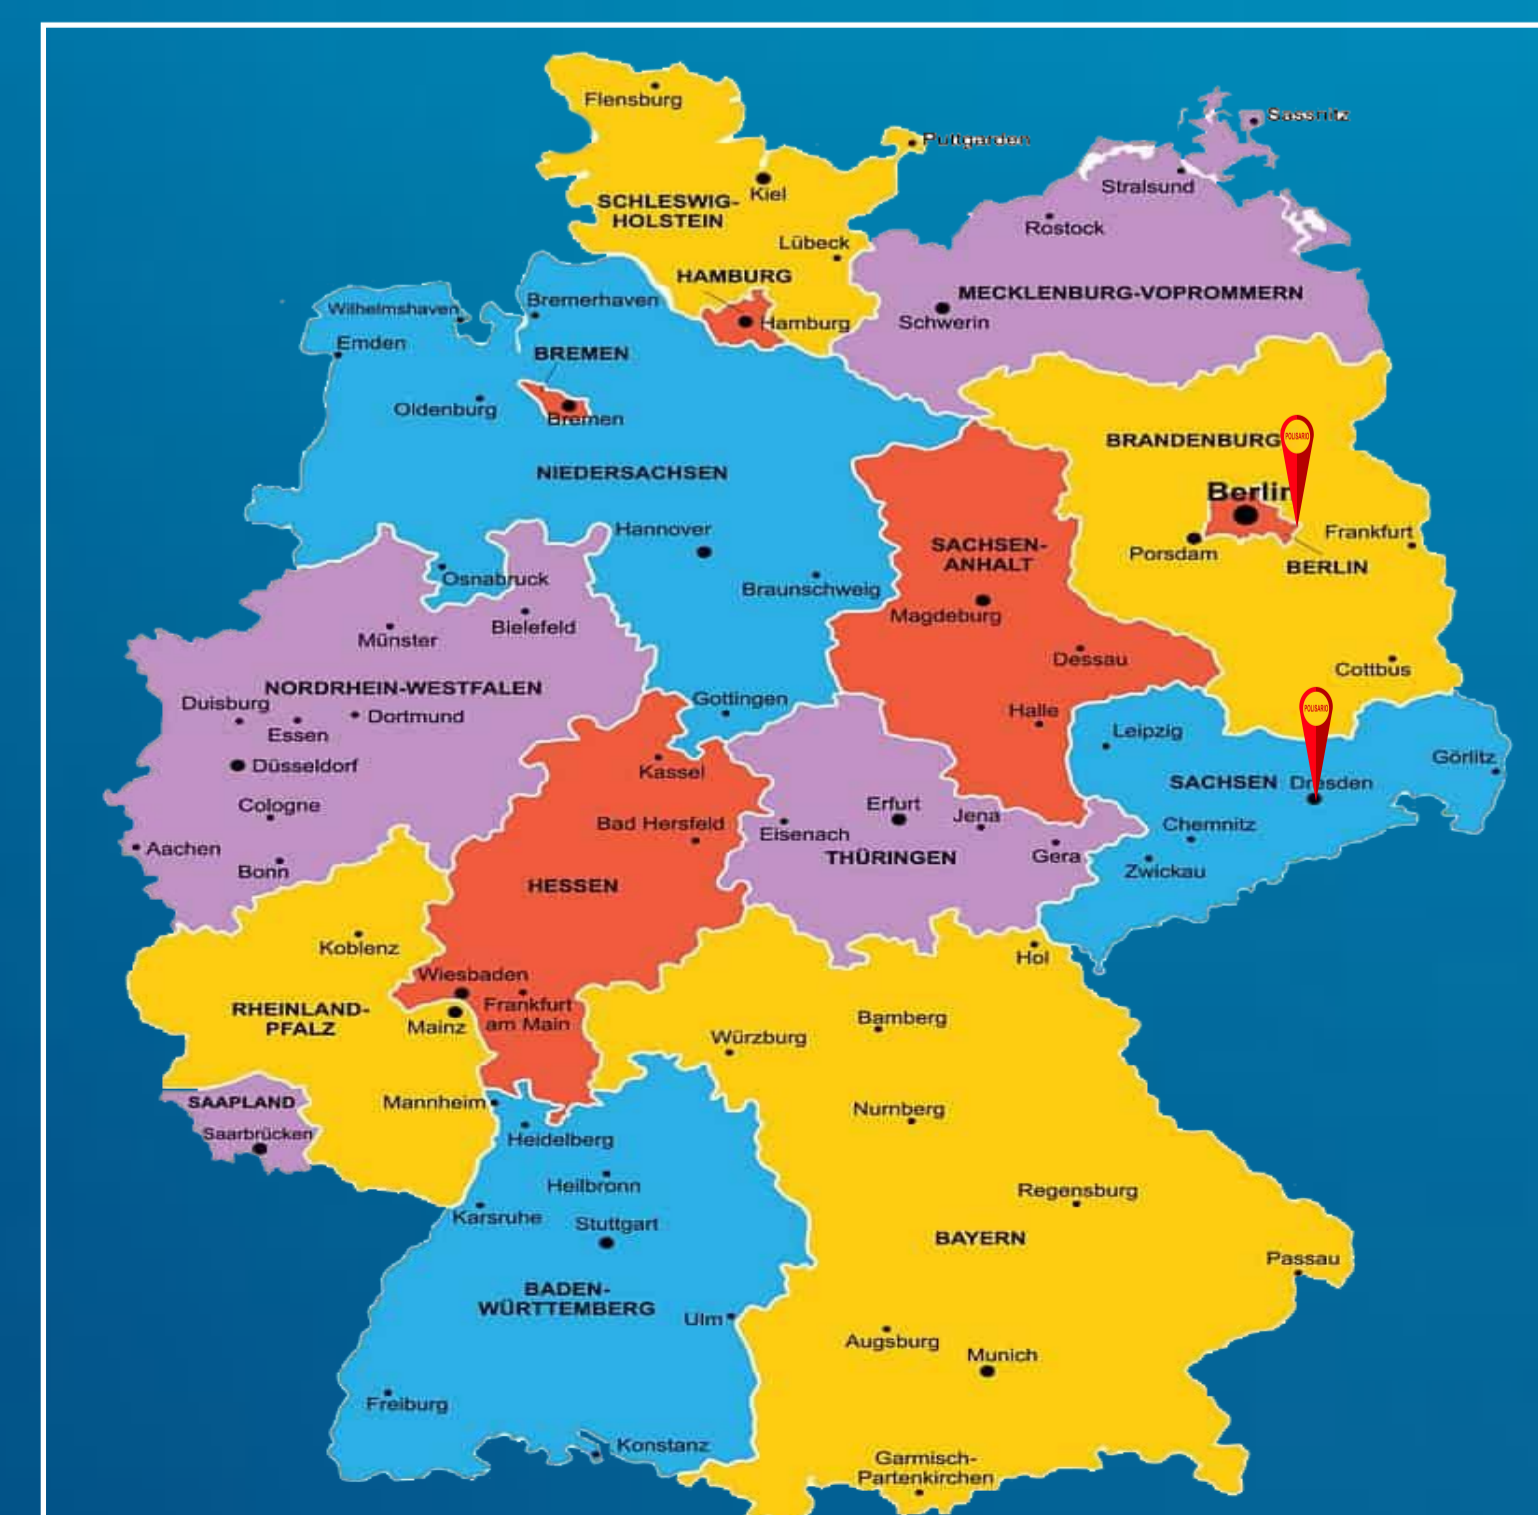 Flensburg
Puttgarden
Sassnitz
Stralsund
Kiel
SCHLESWIG-
HOLSTEIN
Rostock
Lübeck
HAMBURG
MECKLENBURG-VOPROMMERN
Wilhelmshaven
Bremerhaven
Hamburg
Schwerin
Emden
BREMEN
Oldenburg
Bremen
BRANDENBURG
POLISARIO
NIEDERSACHSEN
Berlin
Hannover
Frankfurt
SACHSEN-
ANHALT
Porsdam
BERLIN
Osnabruck
Braunschweig
Magdeburg
Bielefeld
Münster
Dessau
Cottbus
NORDRHEIN-WESTFALEN
Duisburg
Gottingen
Dortmund
Essen
Halle
POLISARIO
Leipzig
Düsseldorf
Kassel
Görlitz
SACHSEN
Dresden
Cologne
Erfurt
Jena
Bad Hersfeld
Eisenach
Chemnitz
Aachen
THÜRINGEN
Gera
Bonn
Zwickau
HESSEN
Koblenz
Hol
Wiesbaden
Frankfurt
am Main
RHEINLAND-
PFALZ
Mainz
Bamberg
Würzburg
SAAPLAND
Mannheim
Nurnberg
Saarbrücken
Heidelberg
Heilbronn
Regensburg
Karsruhe
Stuttgart
BAYERN
Passau
BADEN-
WÜRTTEMBERG
Ulm
Augsburg
Munich
Freiburg
Konstanz
Garmisch-
Partenkirchen